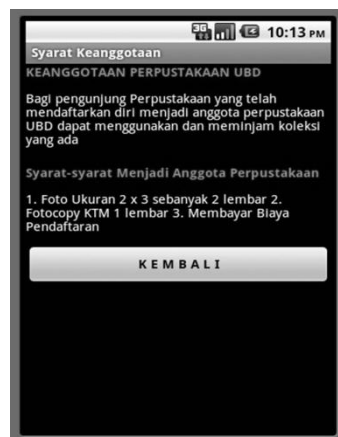 3G 10:13 PM
Syarat Keanggotaan
KEANGGOTAAN PERPUSTAKAAN UBD
Bagi pengunjung Perpustakaan yang telah
mendaftarkan diri menjadi anggota perpustakaan
UBD dapat menggunakan dan meminjam koleksi
yang ada
Syarat-syarat Menjadi Anggota Perpustakaan
1. Foto Ukuran 2 x 3 sebanyak 2 lembar 2.
Fotocopy KTM 1 lembar 3. Membayar Biaya
Pendaftaran
K E M B A L I